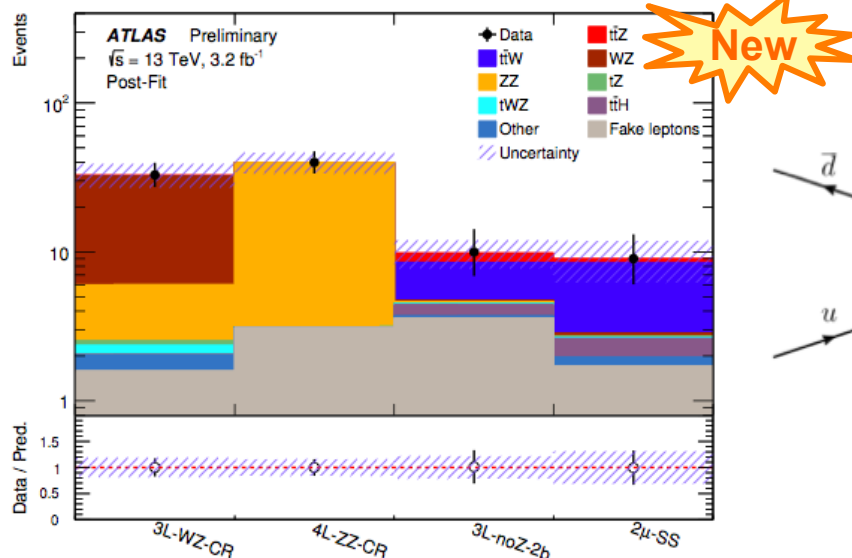 Events
ATLAS Preliminary
√s = 13 TeV, 3.2 fb⁻¹
Post-Fit
Data
tt̄Z
tt̄W
WZ
ZZ
tZ
tWZ
tt̄H
Other
Fake leptons
Uncertainty
New
10²
10
1
d̄
u
Data / Pred.
1.5
1
0.5
0
3L-WZ-CR
4L-ZZ-CR
3L-noZ-2b
2μ-SS